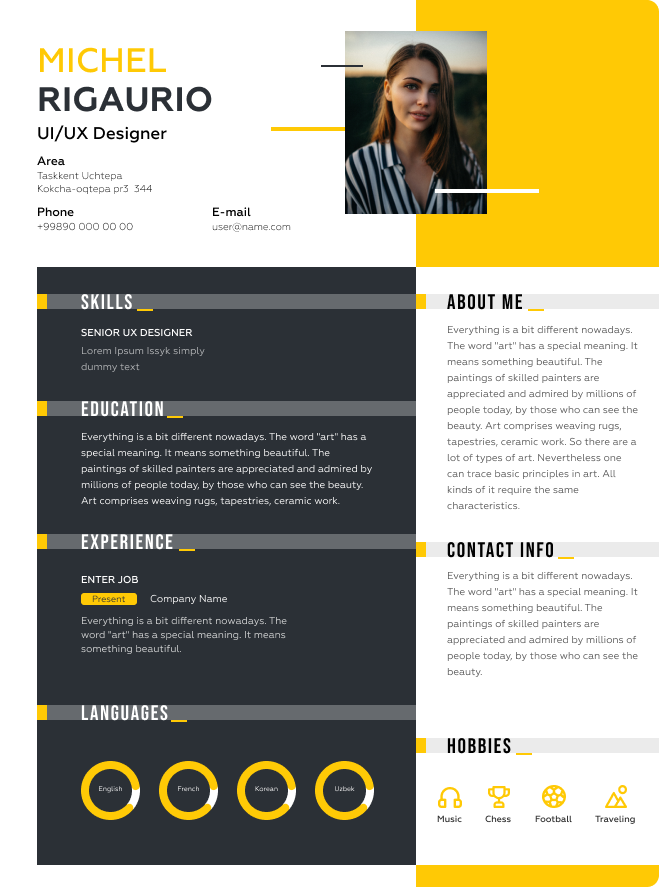 MICHEL
RIGAURIO
UI/UX Designer
Area
Taskkent Uchtepa
Kokcha-oqtepa pr3 344
Phone
+99890 000 00 00
E-mail
user@name.com
SKILLS
SENIOR UX DESIGNER
Lorem Ipsum Issyk simply
dummy text
EDUCATION
Everything is a bit different nowadays. The word "art" has a
special meaning. It means something beautiful. The
paintings of skilled painters are appreciated and admired by
millions of people today, by those who can see the beauty.
Art comprises weaving rugs, tapestries, ceramic work.
EXPERIENCE
ENTER JOB
Present
Company Name
Everything is a bit different nowadays. The
word "art" has a special meaning. It means
something beautiful.
LANGUAGES
English
French
Korean
Uzbek
ABOUT ME
Everything is a bit different nowadays.
The word "art" has a special meaning. It
means something beautiful. The
paintings of skilled painters are
appreciated and admired by millions of
people today, by those who can see the
beauty. Art comprises weaving rugs,
tapestries, ceramic work. So there are a
lot of types of art. Nevertheless one
can trace basic principles in art. All
kinds of it require the same
characteristics.
CONTACT INFO
Everything is a bit different nowadays.
The word "art" has a special meaning. It
means something beautiful. The
paintings of skilled painters are
appreciated and admired by millions of
people today, by those who can see the
beauty.
HOBBIES
Music
Chess
Football
Traveling